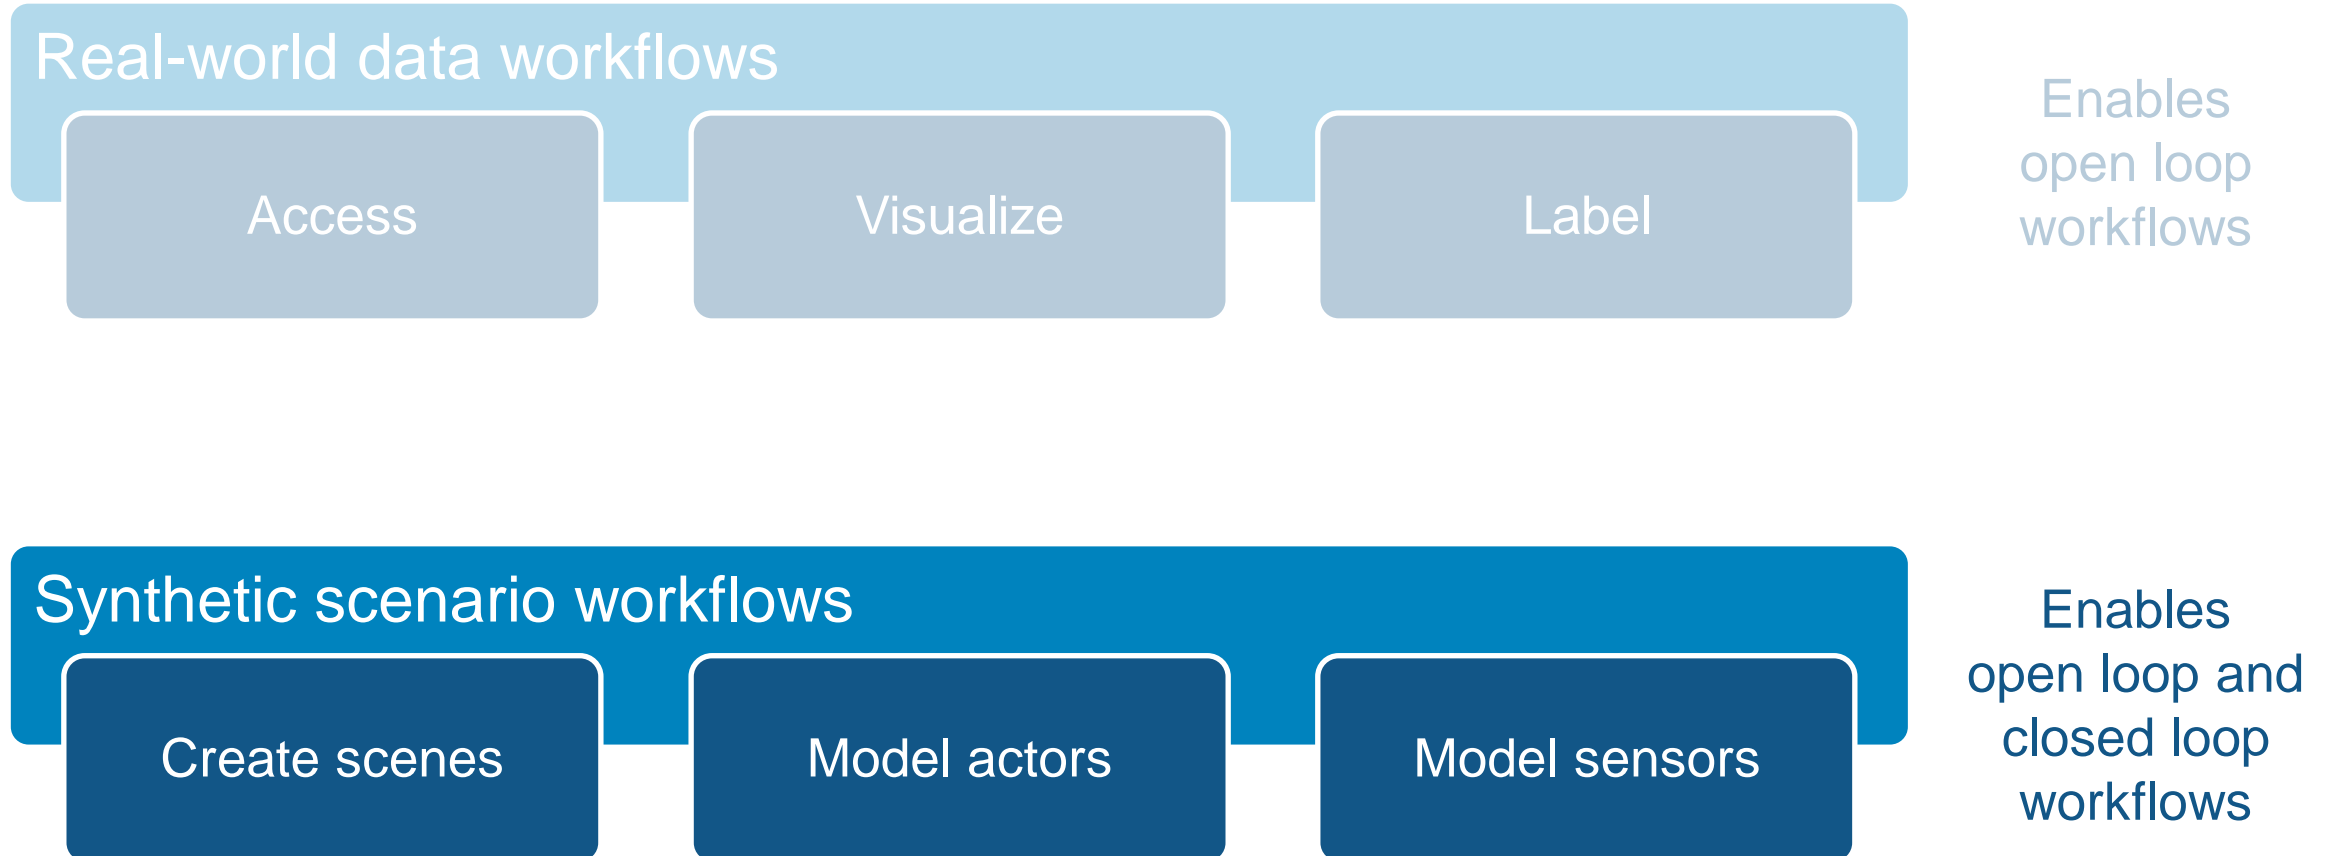 Real-world data workflows
Access
Visualize
Label
Enables
open loop
workflows
Synthetic scenario workflows
Create scenes
Model actors
Model sensors
Enables
open loop and
closed loop
workflows